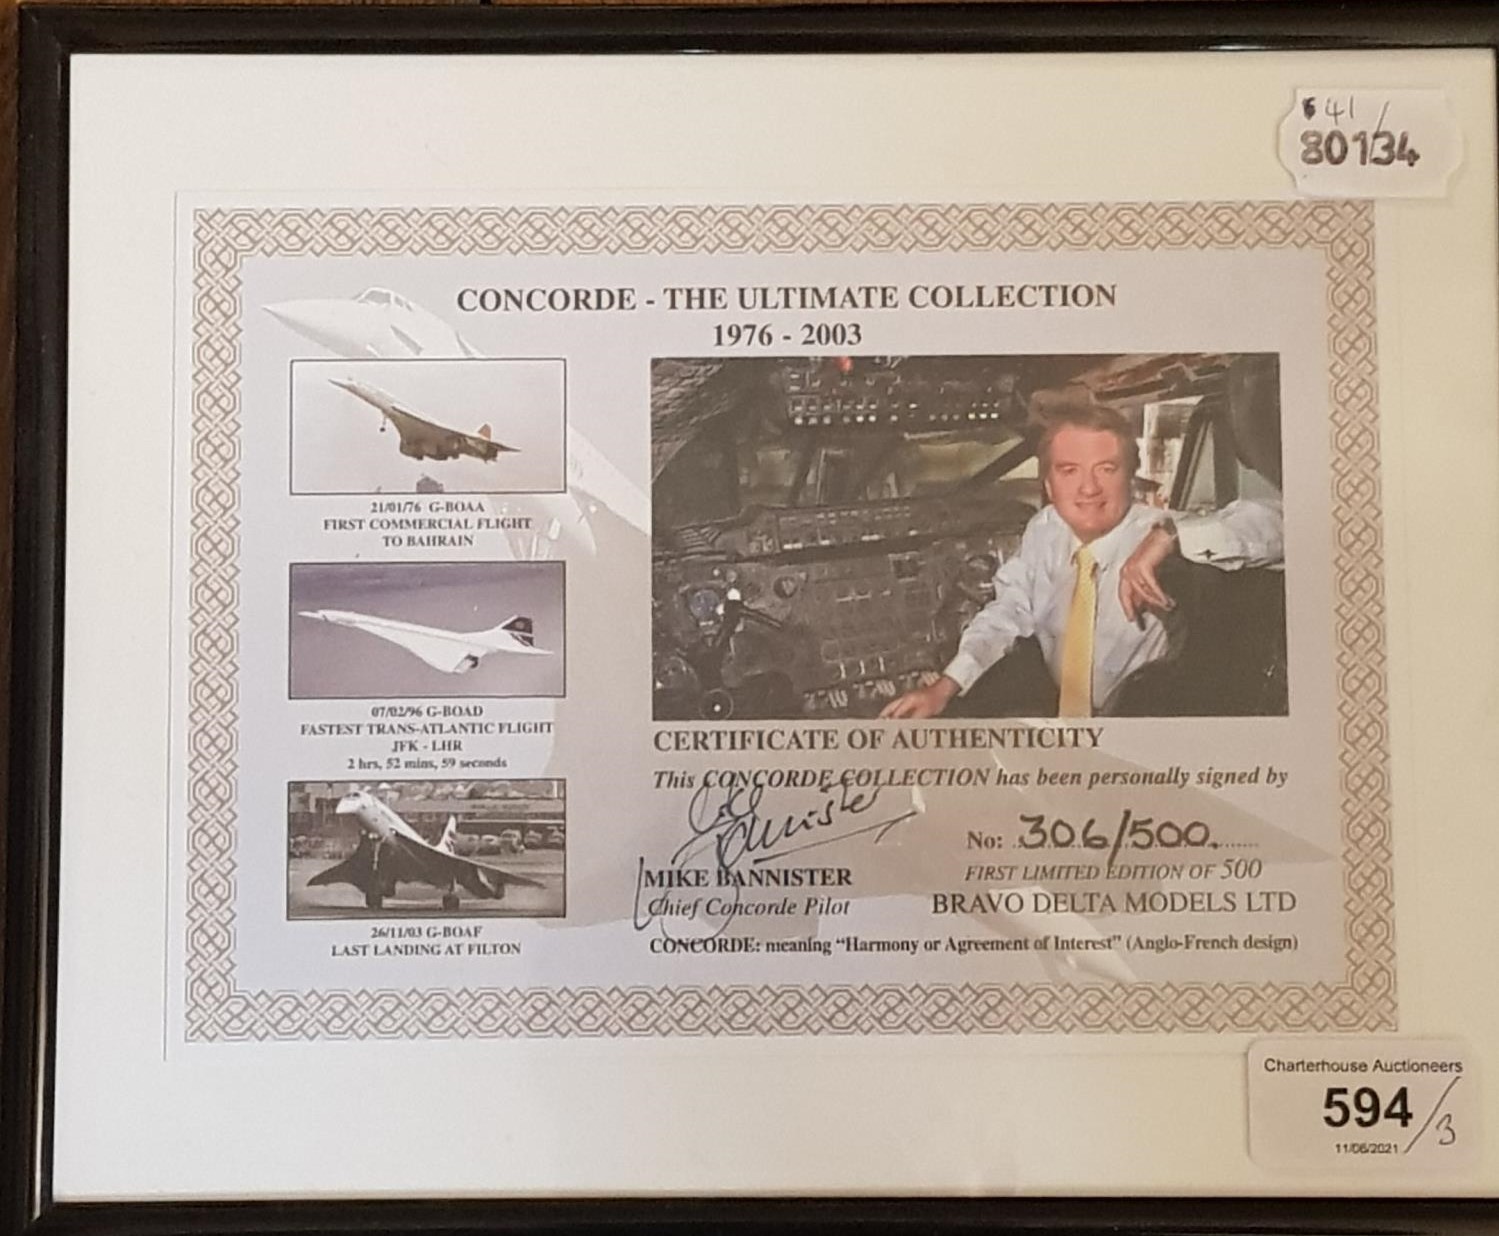 $ 41 /
80134
CONCORDE - THE ULTIMATE COLLECTION
1976 - 2003
21/01/76 G-BOAA
FIRST COMMERCIAL FLIGHT
TO BAHRAIN
07/02/96 G-BOAD
FASTEST TRANS-ATLANTIC FLIGHT
JFK - LHR
2 hrs, 52 mins, 59 seconds
26/11/03 G-BOAF
LAST LANDING AT FILTON
CERTIFICATE OF AUTHENTICITY
This CONCORDE COLLECTION has been personally signed by
Bannister
No: 306/500
MIKE BANNISTER
FIRST LIMITED EDITION OF 500
Chief Concorde Pilot
BRAVO DELTA MODELS LTD
CONCORDE: meaning “Harmony or Agreement of Interest” (Anglo-French design)
Charterhouse Auctioneers
594/3
11/06/2021